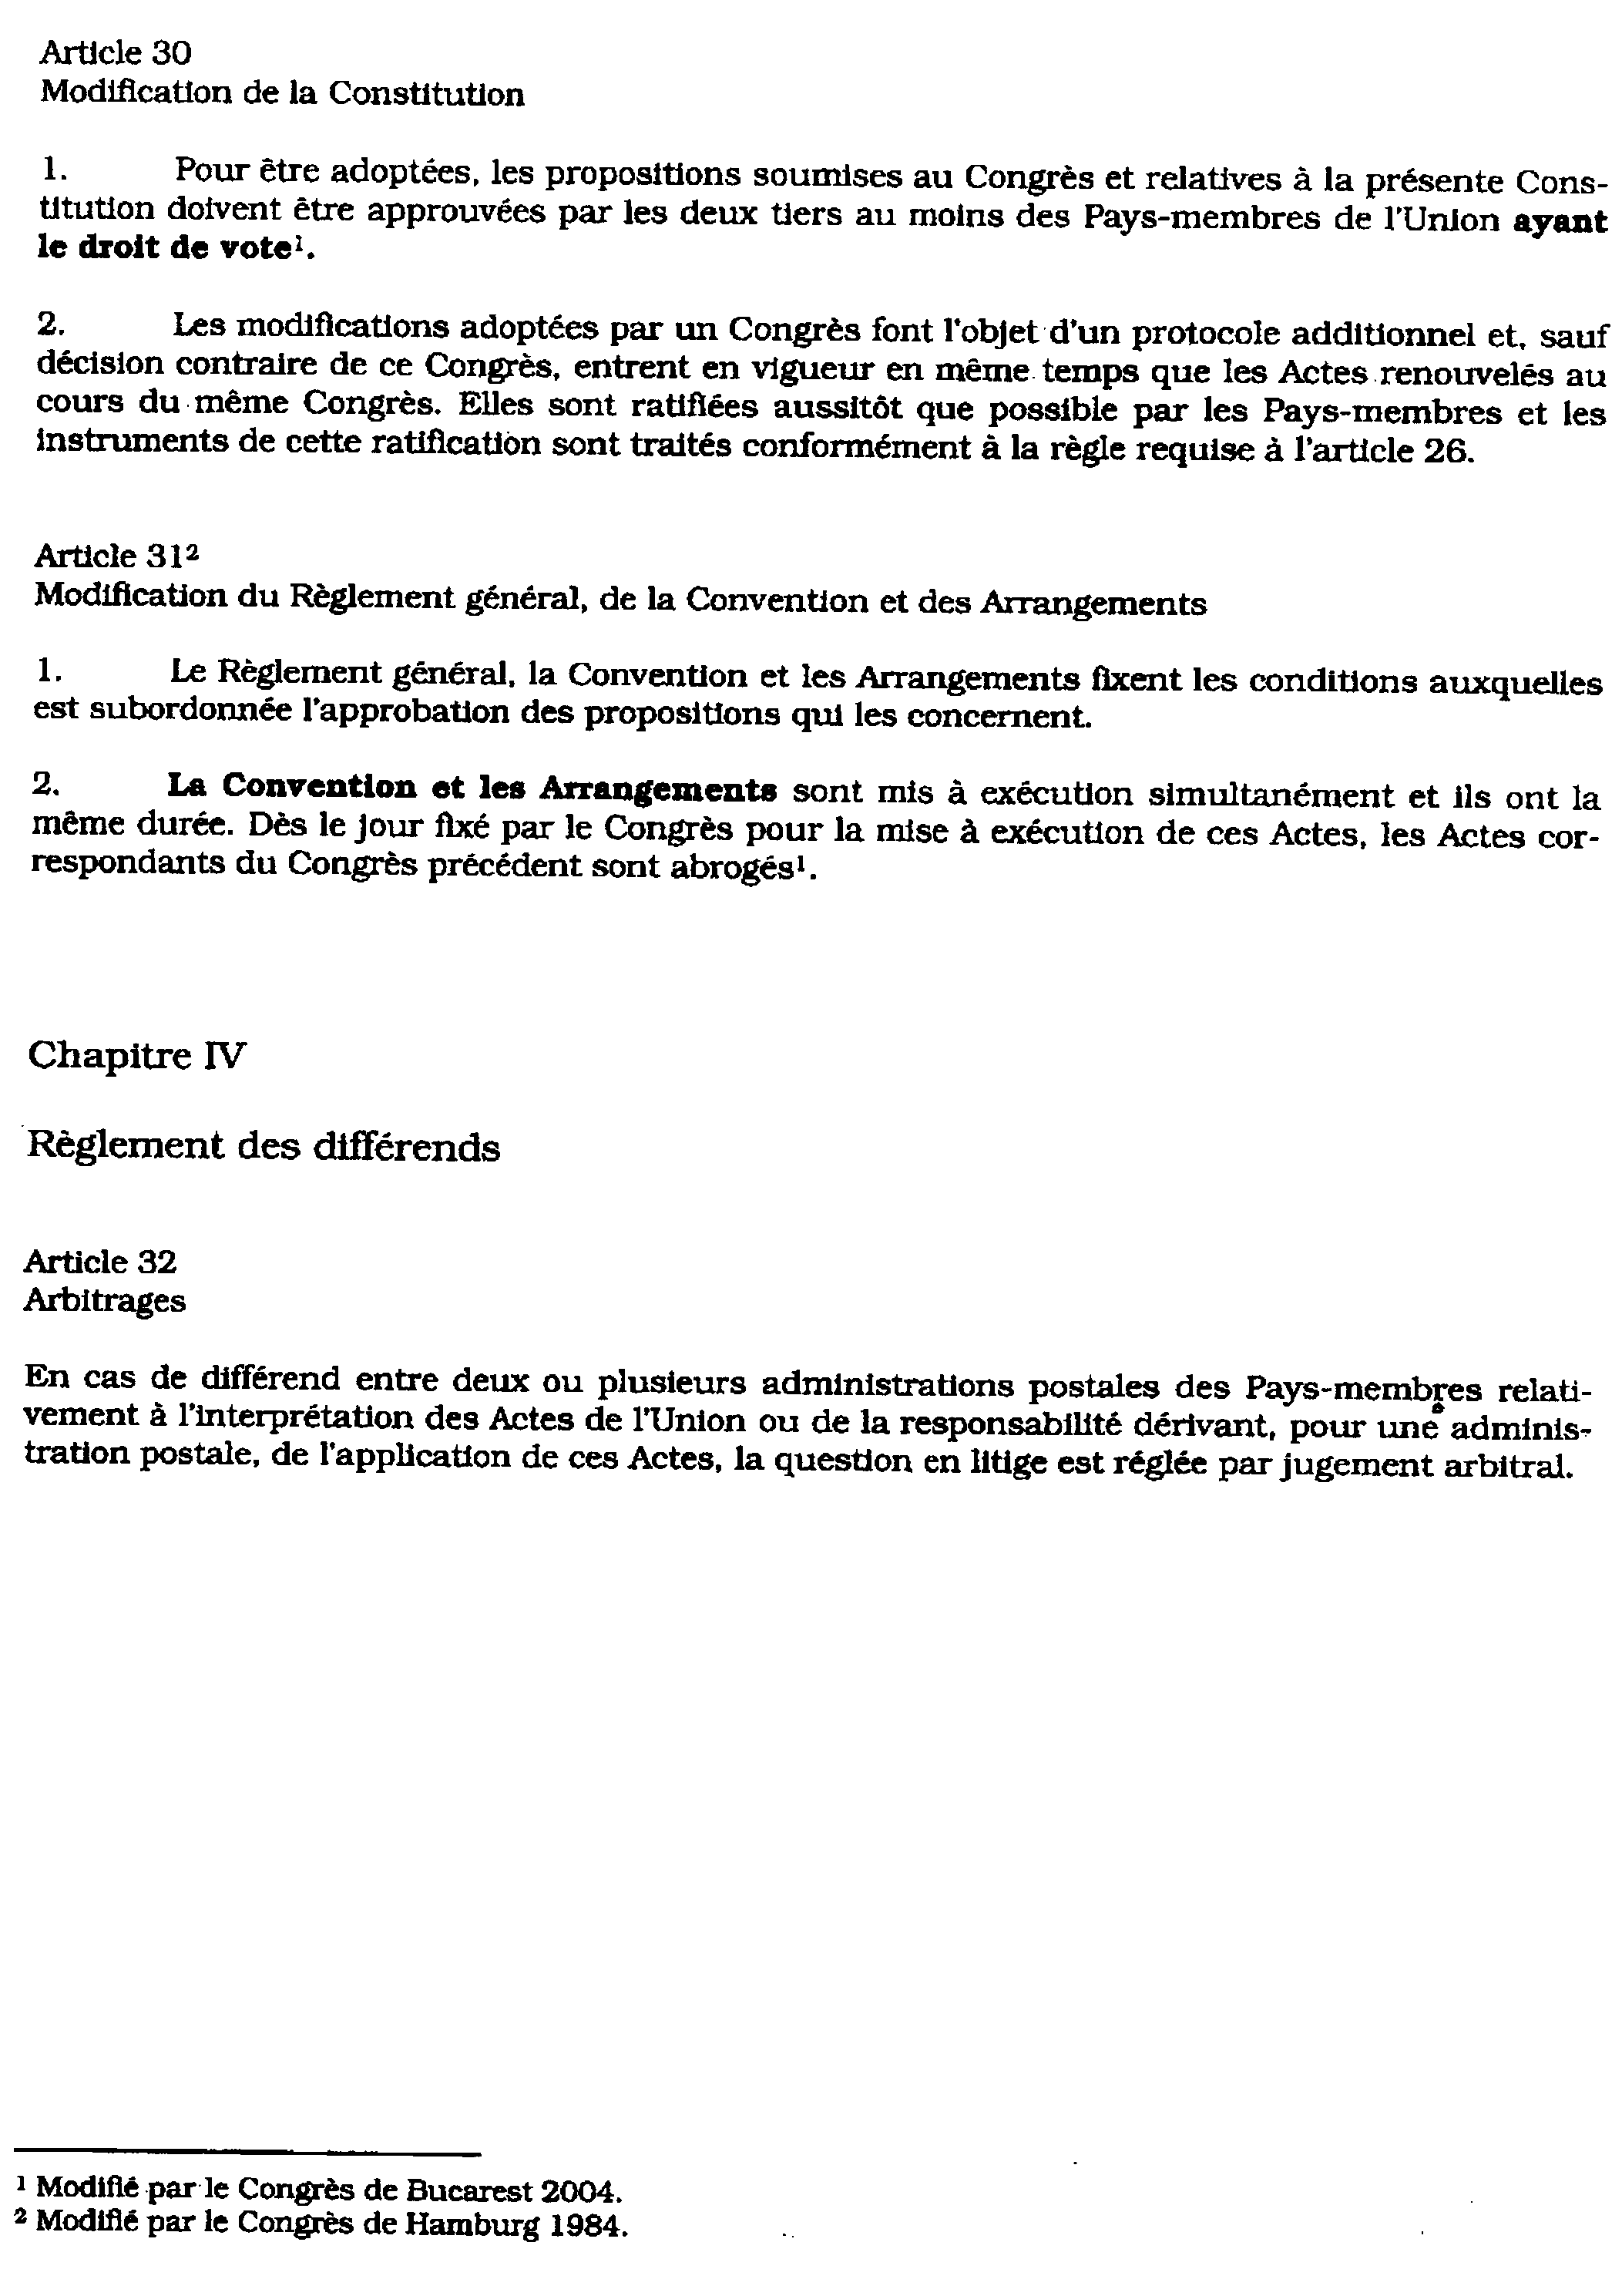 Article 30
Modification de la Constitution
1. Pour être adoptées, les propositions soumises au Congrès et relatives à la présente Cons-
titution doivent être approuvées par les deux tiers au moins des Pays-membres de l'Union ayant
le droit de vote¹.
2. Les modifications adoptées par un Congrès font l'objet d'un protocole additionnel et, sauf
décision contraire de ce Congrès, entrent en vigueur en même temps que les Actes renouvelés au
cours du même Congrès. Elles sont ratifiées aussitôt que possible par les Pays-membres et les
instruments de cette ratification sont traités conformément à la règle requise à l'article 26.
Article 31²
Modification du Règlement général, de la Convention et des Arrangements
1. Le Règlement général, la Convention et les Arrangements fixent les conditions auxquelles
est subordonnée l'approbation des propositions qui les concernent.
2. La Convention et les Arrangements sont mis à exécution simultanément et ils ont la
même durée. Dès le jour fixé par le Congrès pour la mise à exécution de ces Actes, les Actes cor-
respondants du Congrès précédent sont abrogés¹.
Chapitre IV
Règlement des différends
Article 32
Arbitrages
En cas de différend entre deux ou plusieurs administrations postales des Pays-membres relati-
vement à l'interprétation des Actes de l'Union ou de la responsabilité dérivant, pour une adminis-
tration postale, de l'application de ces Actes, la question en litige est réglée par jugement arbitral.
¹ Modifié par le Congrès de Bucarest 2004.
² Modifié par le Congrès de Hamburg 1984.